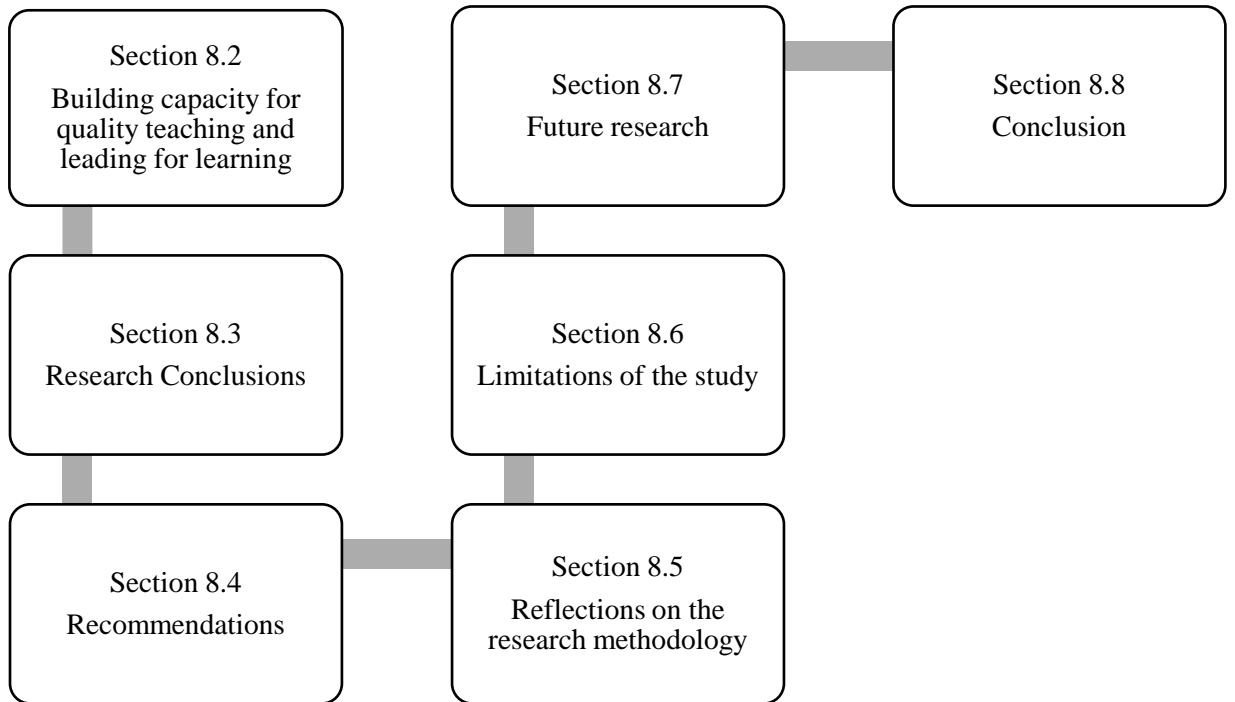 Section 8.2
Building capacity for
quality teaching and
leading for learning
Section 8.3
Research Conclusions
Section 8.4
Recommendations
Section 8.5
Reflections on the
research methodology
Section 8.6
Limitations of the study
Section 8.7
Future research
Section 8.8
Conclusion